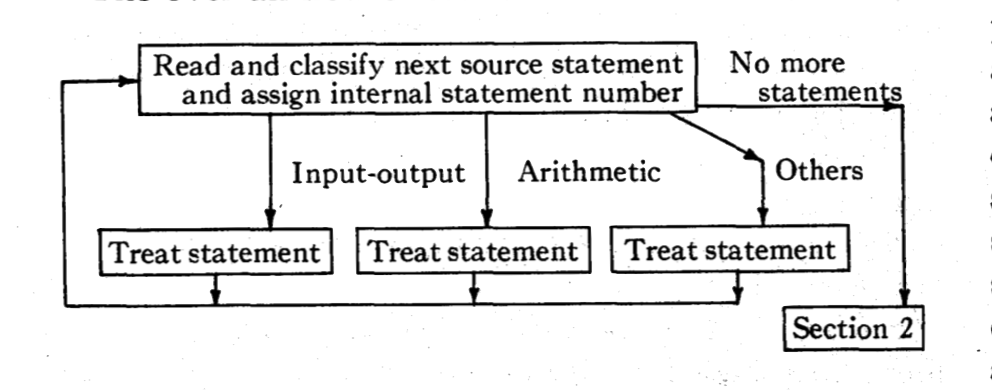 Read and classify next source statement
and assign internal statement number
No more
statements
Input-output
Arithmetic
Others
Treat statement
Treat statement
Treat statement
Section 2